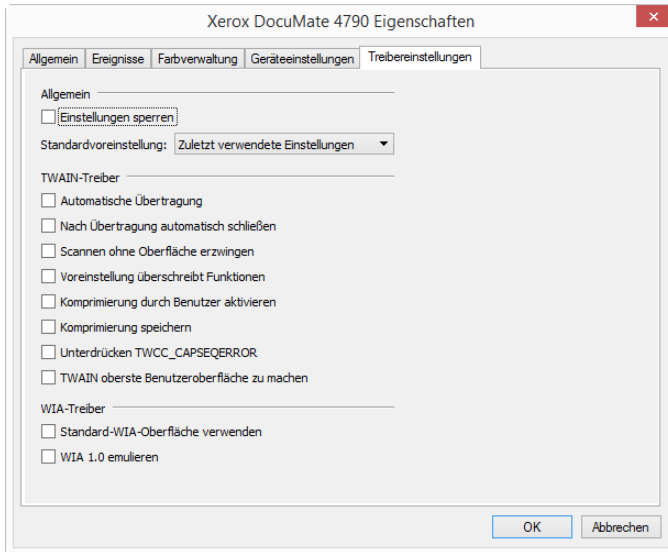 Xerox DocuMate 4790 Eigenschaften
Allgemein Ereignisse Farbverwaltung Geräteeinstellungen Treibereinstellungen
Allgemein
Einstellungen sperren
Standardvoreinstellung: Zuletzt verwendete Einstellungen
TWAIN-Treiber
Automatische Übertragung
Nach Übertragung automatisch schließen
Scannen ohne Oberfläche erzwingen
Voreinstellung überschreibt Funktionen
Komprimierung durch Benutzer aktivieren
Komprimierung speichern
Unterdrücken TWCC_CAPSEQERROR
TWAIN oberste Benutzeroberfläche zu machen
WIA-Treiber
Standard-WIA-Oberfläche verwenden
WIA 1.0 emulieren
OK Abbrechen